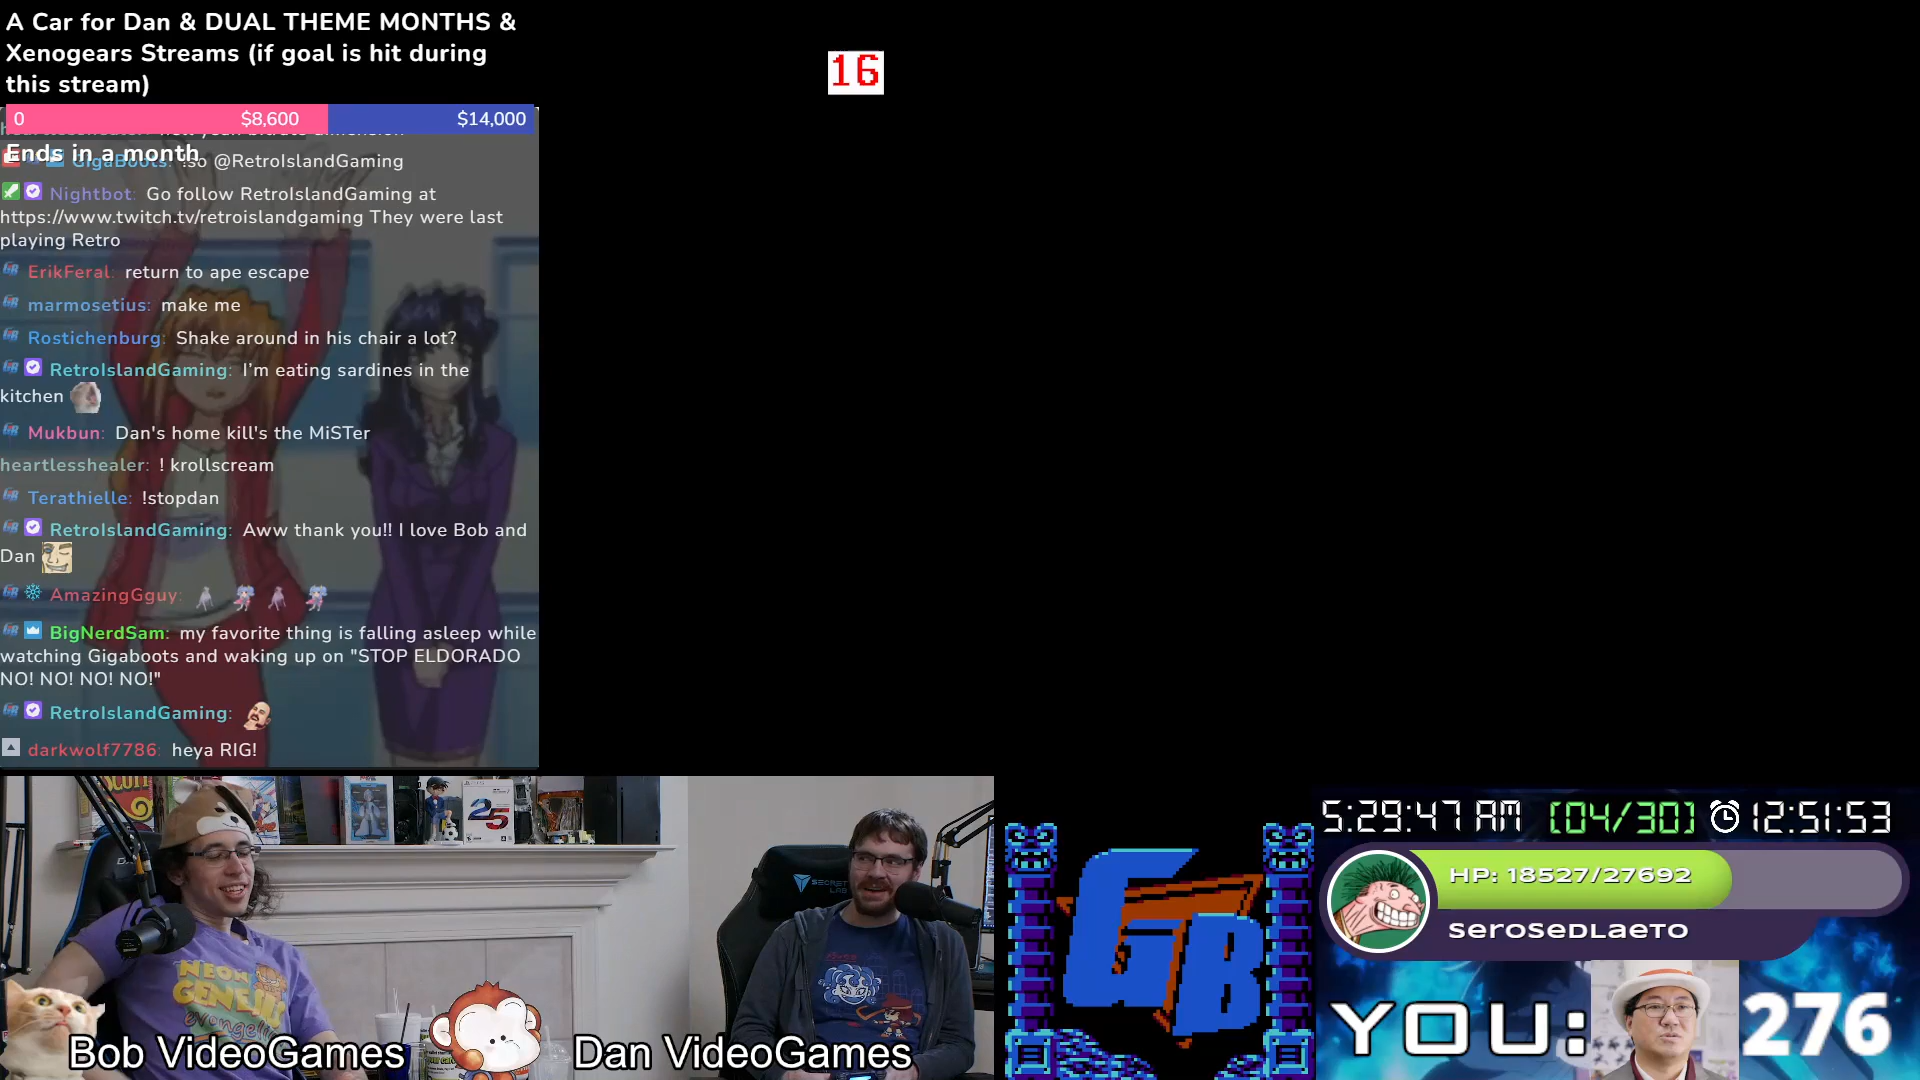 A Car for Dan & DUAL THEME MONTHS &
Xenogears Streams (if goal is hit during
this stream)
0 $8,600 $14,000
Ends in a month
GigaBoots: !so @RetroIslandGaming
Nightbot: Go follow RetroIslandGaming at
https://www.twitch.tv/retroislandgaming They were last
playing Retro
ErikFeral: return to ape escape
marmosetius: make me
Rostichenburg: Shake around in his chair a lot?
RetroIslandGaming: I'm eating sardines in the
kitchen
Mukbun: Dan's home kill's the MiSTer
heartlesshealer: ! krollscream
Terathielle: !stopdan
RetroIslandGaming: Aww thank you!! I love Bob and
Dan
AmazingGguy:
BigNerdSam: my favorite thing is falling asleep while
watching Gigaboots and waking up on "STOP ELDORADO
NO! NO! NO! NO!"
RetroIslandGaming:
darkwolf7786: heya RIG!
16
25
SECRET
LAB
NEON
GENESIS
evangelion
Bob VideoGames
Dan VideoGames
GB
5:29:47 AM [04/30] 12:51:53
HP: 18527/27692
SeroSedLaeto
YOU: 276